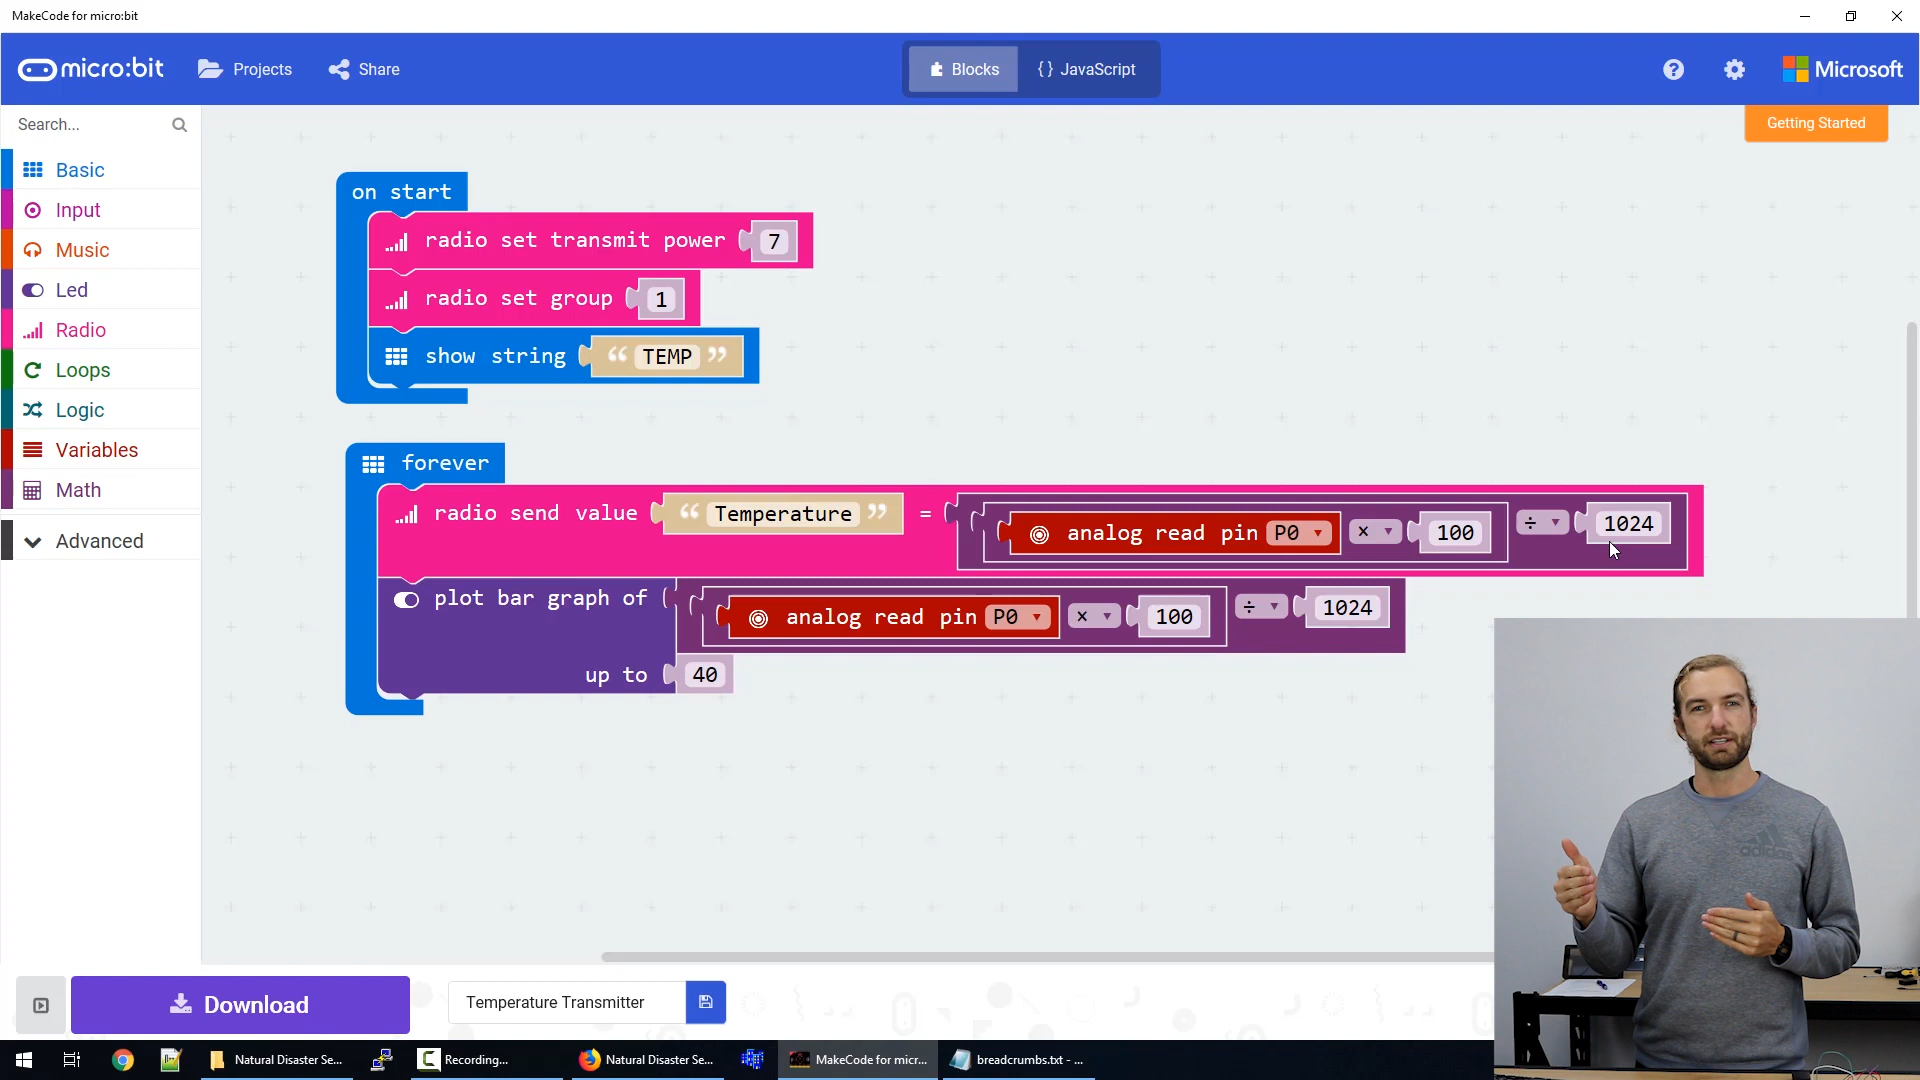 MakeCode for micro:bit
micro:bit Projects Share Blocks {} JavaScript ? Microsoft
Search...
Getting Started
Basic
Input
Music
Led
Radio
Loops
Logic
Variables
Math
Advanced
on start
radio set transmit power 7
radio set group 1
show string “ TEMP ”
forever
radio send value “ Temperature ” = analog read pin P0 × 100 ÷ 1024
plot bar graph of analog read pin P0 × 100 ÷ 1024
up to 40
adidas
Download
Temperature Transmitter
Natural Disaster Se...
Recording...
Natural Disaster Se...
MakeCode for micr...
breadcrumbs.txt - ...